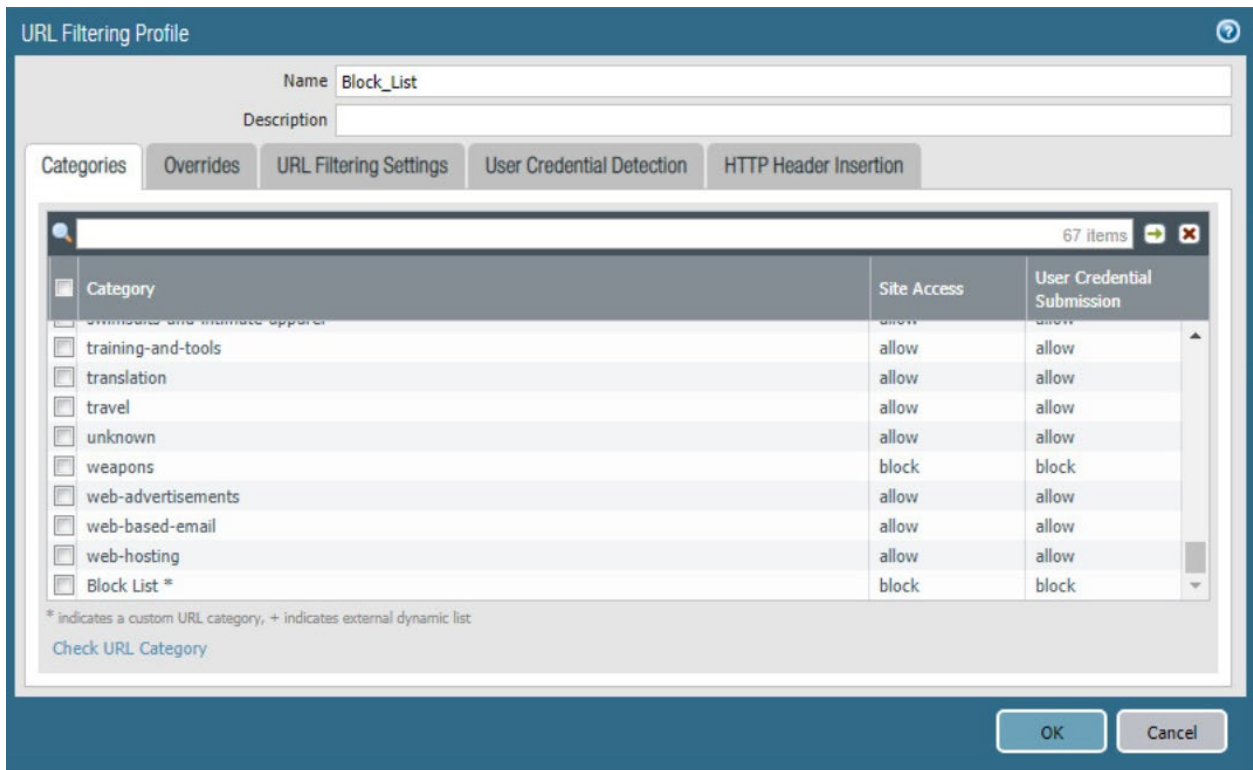 URL Filtering Profile
Name Block_List
Description
Categories Overrides URL Filtering Settings User Credential Detection HTTP Header Insertion
67 items
Category Site Access User Credential Submission
training-and-tools allow allow
translation allow allow
travel allow allow
unknown allow allow
weapons block block
web-advertisements allow allow
web-based-email allow allow
web-hosting allow allow
Block List * block block
* indicates a custom URL category, + indicates external dynamic list
Check URL Category
OK Cancel